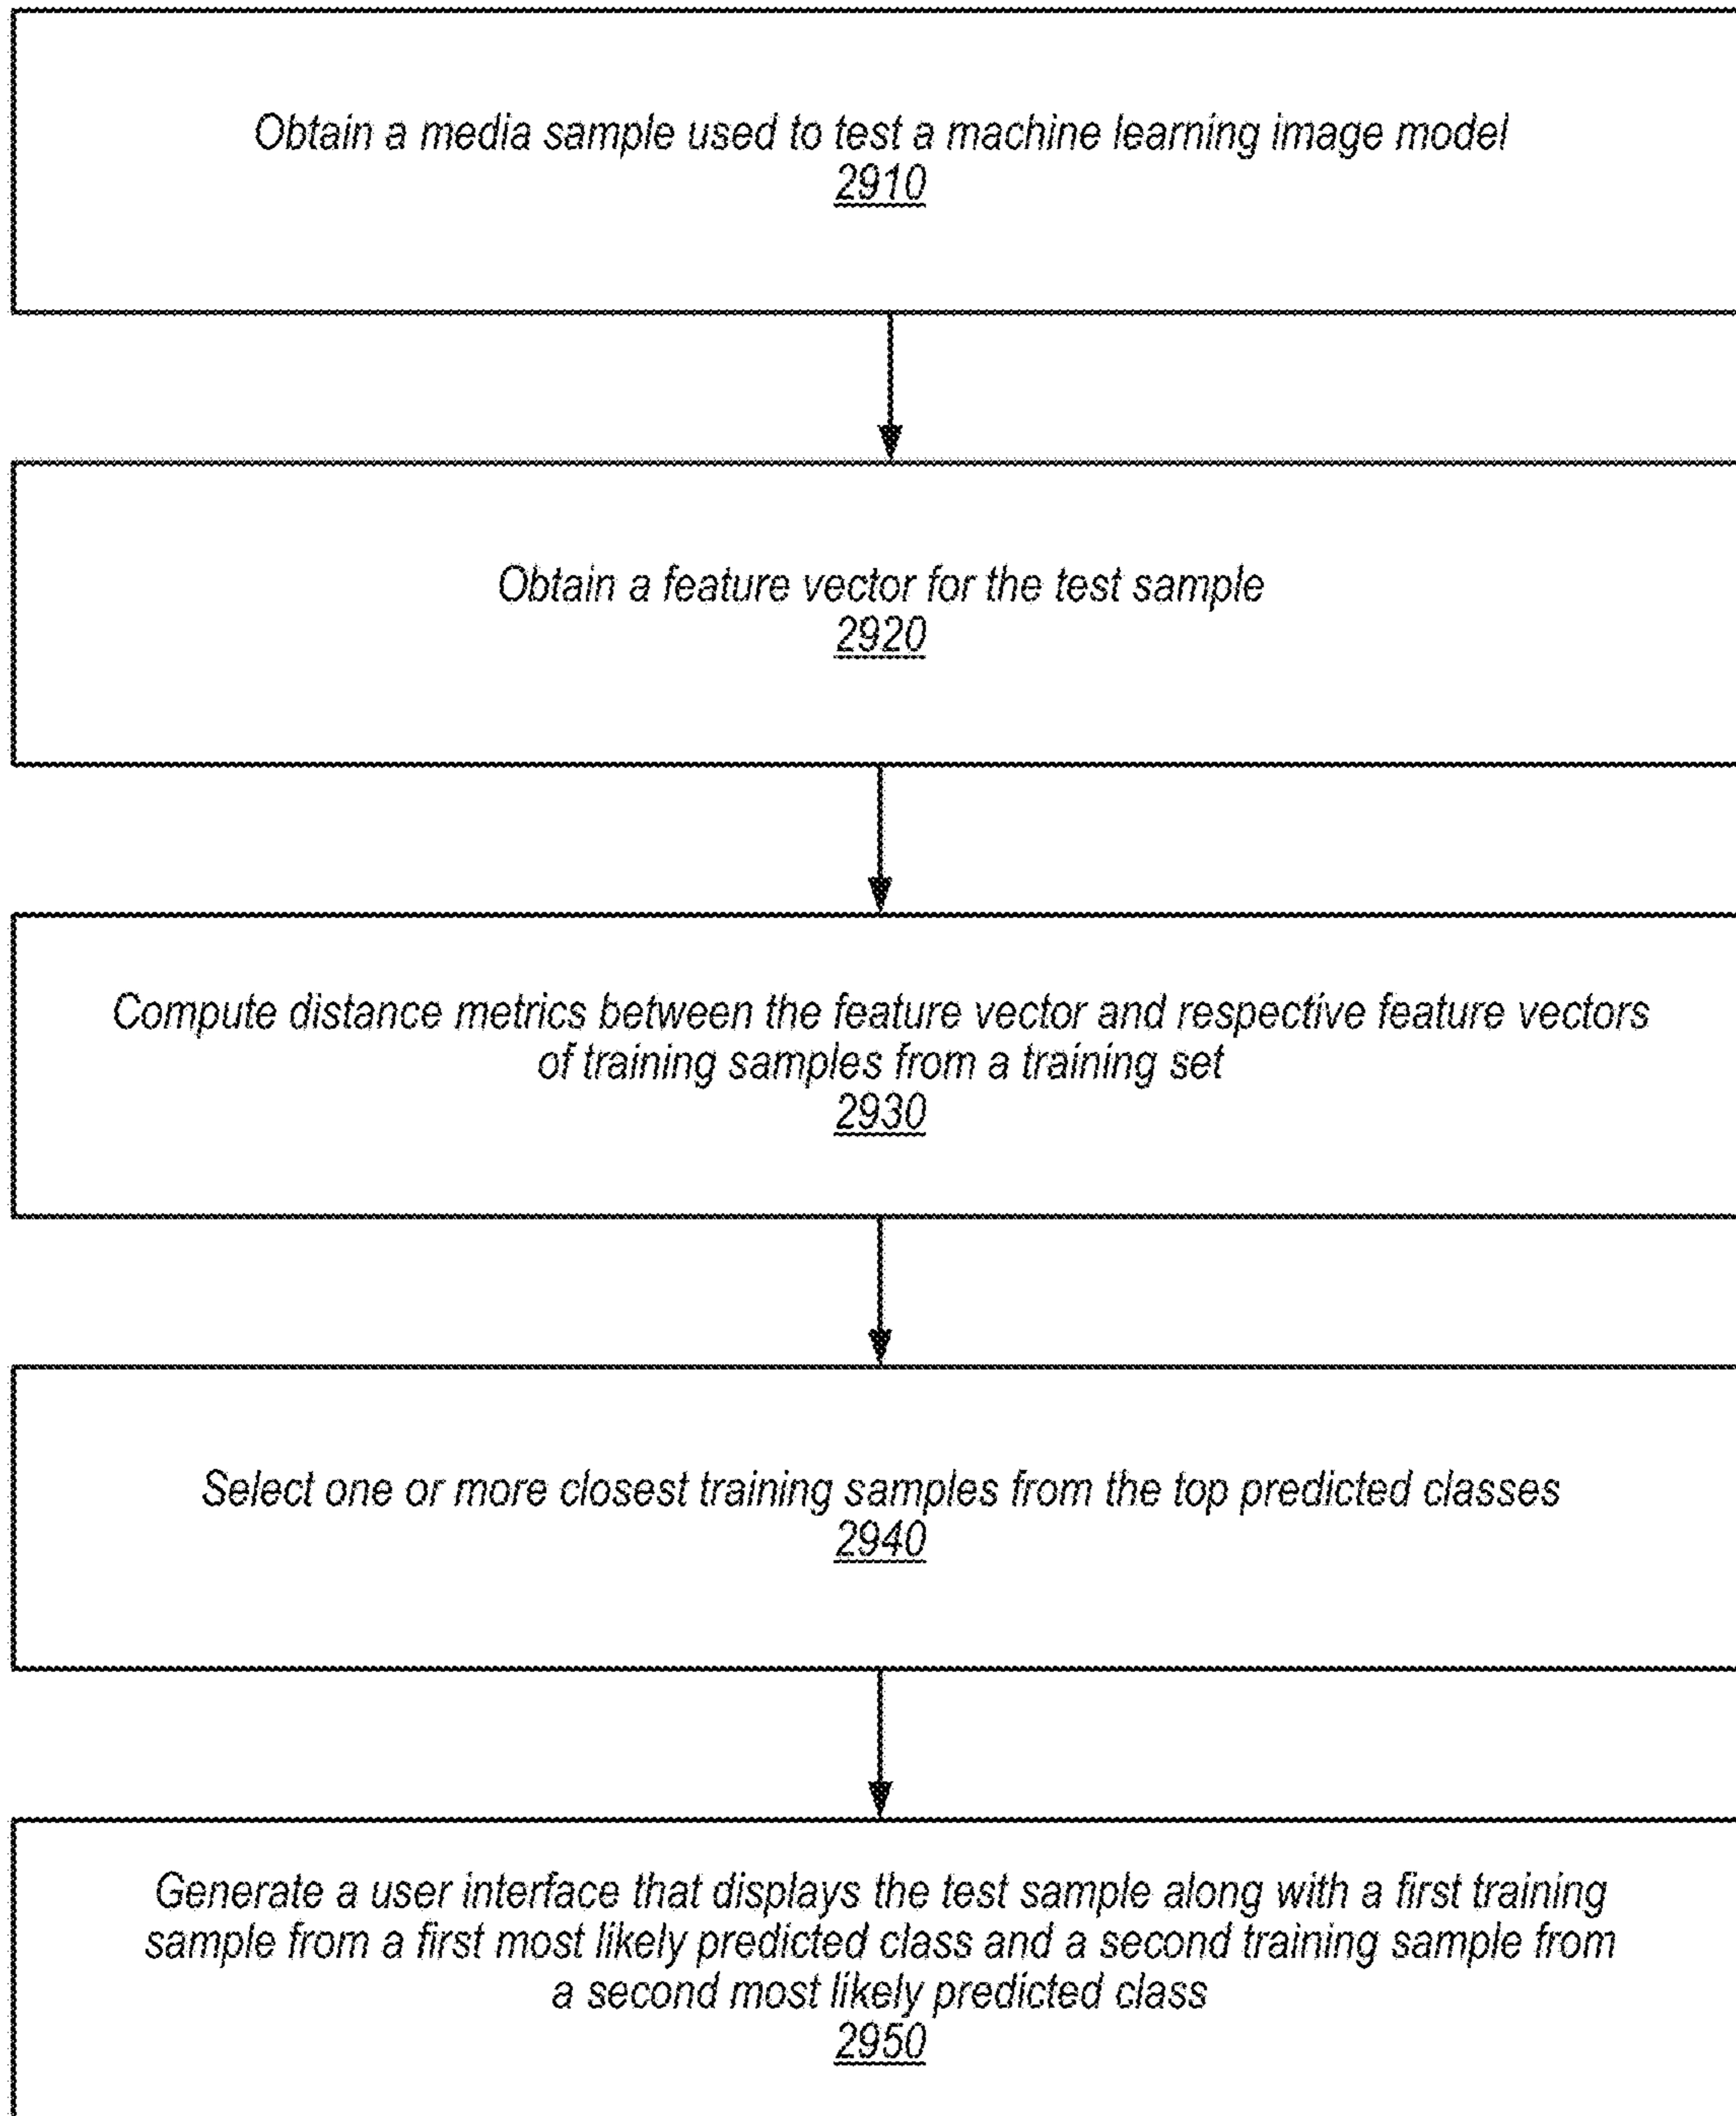 Obtain a media sample used to test a machine learning image model
2910
Obtain a feature vector for the test sample
2920
Compute distance metrics between the feature vector and respective feature vectors
of training samples from a training set
2930
Select one or more closest training samples from the top predicted classes
2940
Generate a user interface that displays the test sample along with a first training
sample from a first most likely predicted class and a second training sample from
a second most likely predicted class
2950